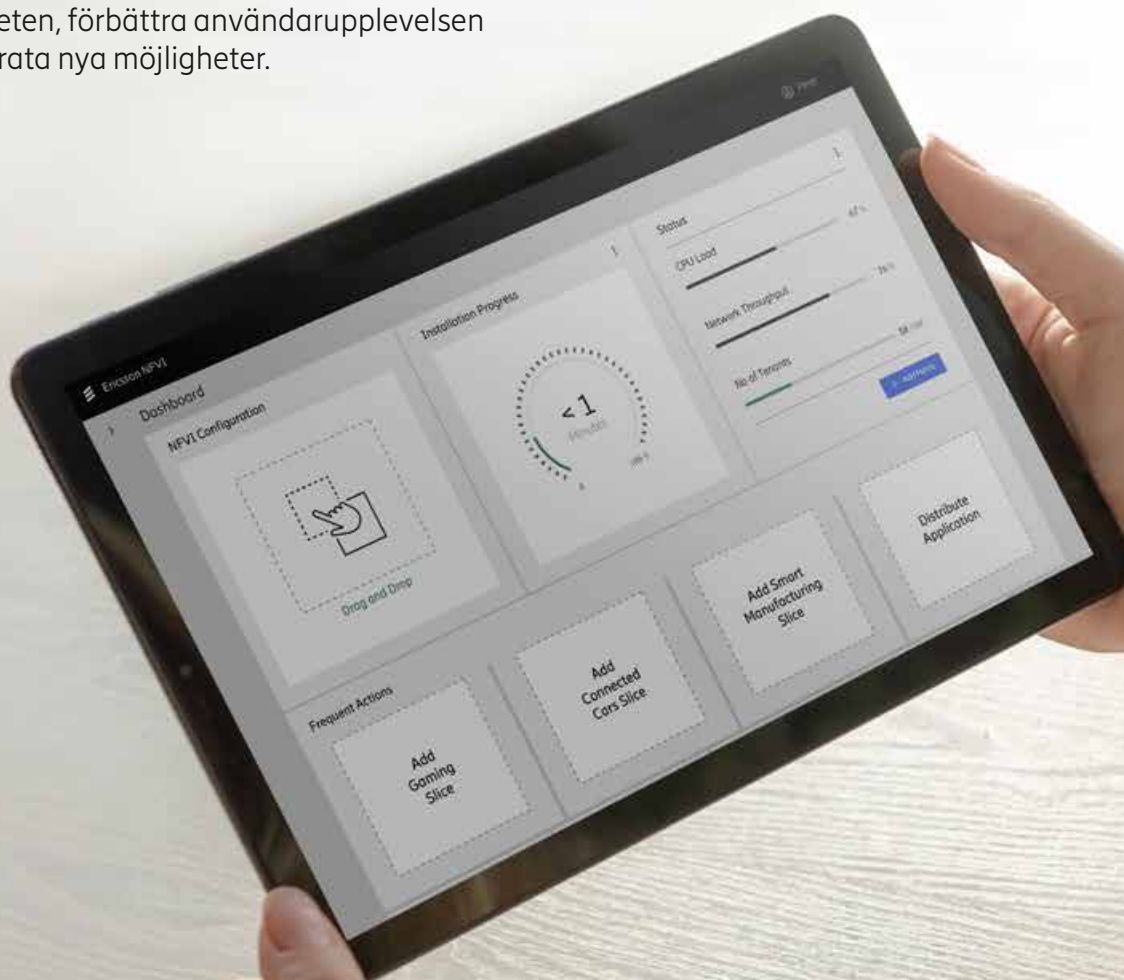 eten, förbättra användarupplevelsen
rata nya möjligheter.
Ericsson NFVI
Dashboard
NFVI Configuration
Drag and Drop
Installation Progress
< 1
Minutes
0
Status
CPU Load
Network Throughput
No of Tenants
Frequent Actions
Add
Gaming
Slice
Add
Connected
Cars Slice
Add Smart
Manufacturing
Slice
Distribute
Application